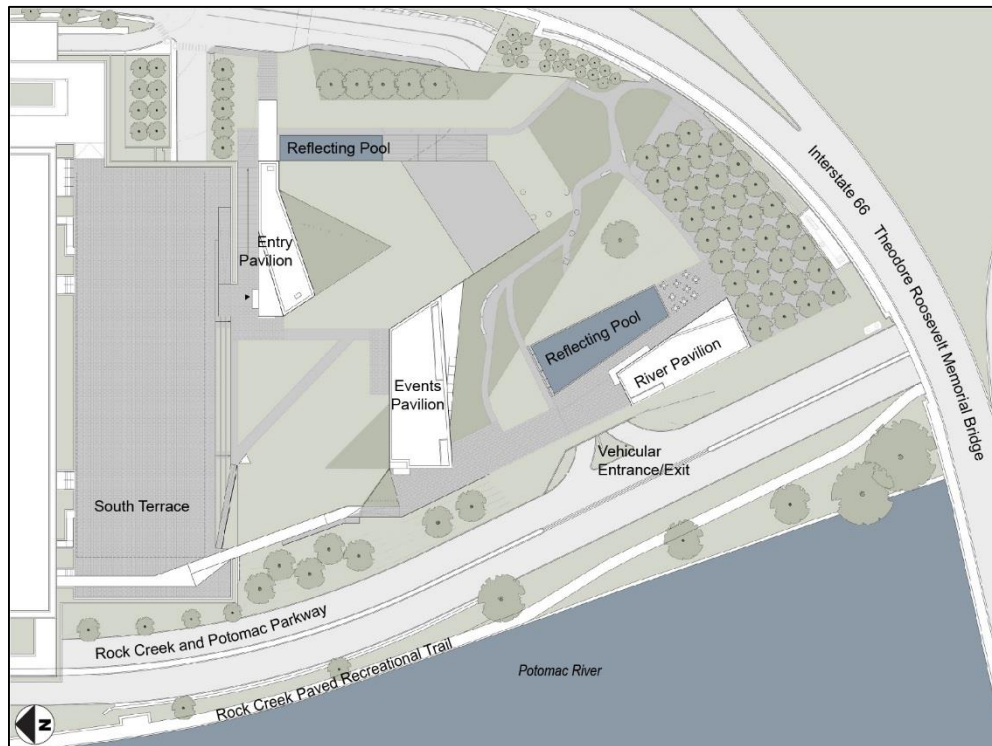 Reflecting Pool
Interstate 66
Theodore Roosevelt Memorial Bridge
Entry
Pavilion
Reflecting Pool
River Pavilion
Events
Pavilion
Vehicular
Entrance/Exit
South Terrace
Rock Creek and Potomac Parkway
Rock Creek Paved Recreational Trail
Potomac River
N